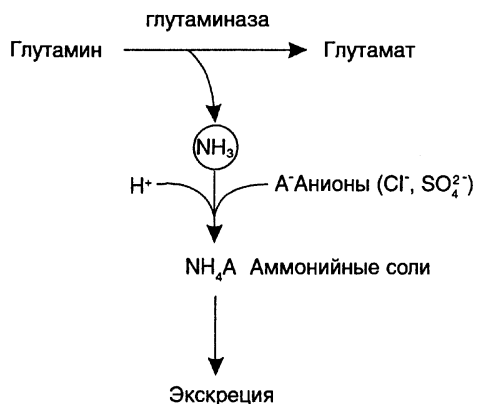 глутаминаза
Глутамин Глутамат
NH₃
H⁺ A⁻Анионы (Cl⁻, SO₄²⁻)
NH₄A Аммонийные соли
Экскреция